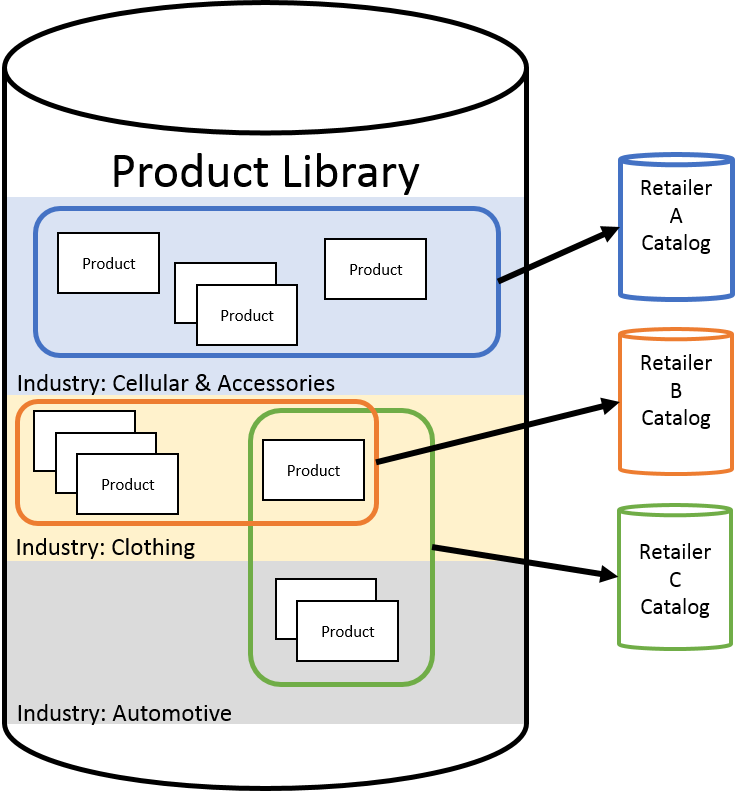 Product Library
Product
Product
Product
Industry: Cellular & Accessories
Product
Product
Industry: Clothing
Product
Industry: Automotive
Retailer
A
Catalog
Retailer
B
Catalog
Retailer
C
Catalog